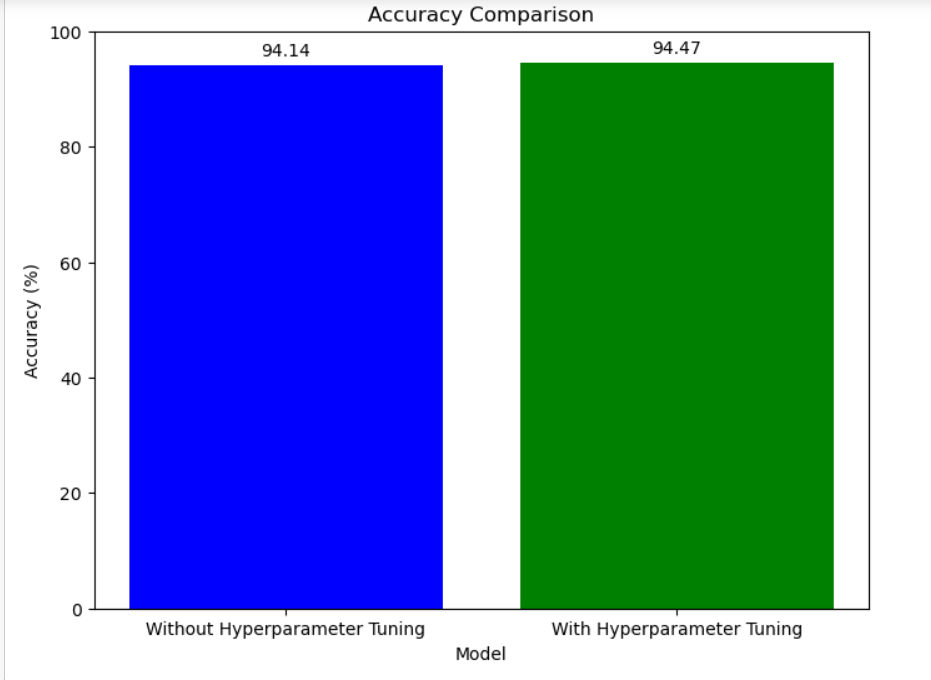 Accuracy Comparison
94.14
94.47
100
80
60
40
20
0
Accuracy (%)
Without Hyperparameter Tuning
With Hyperparameter Tuning
Model